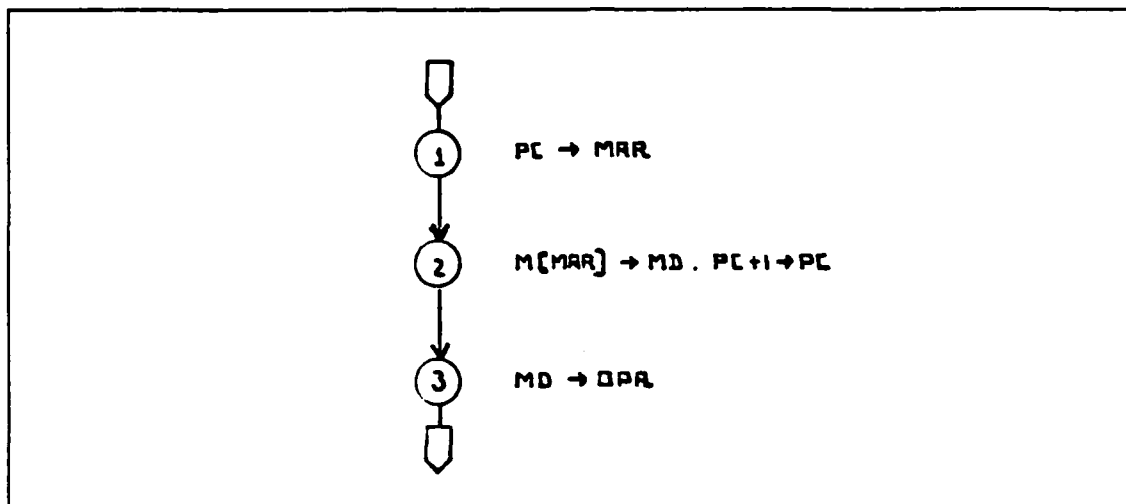 1 PC → MAR
2 M[MAR] → MD. PC+1→PC
3 MD → OPR